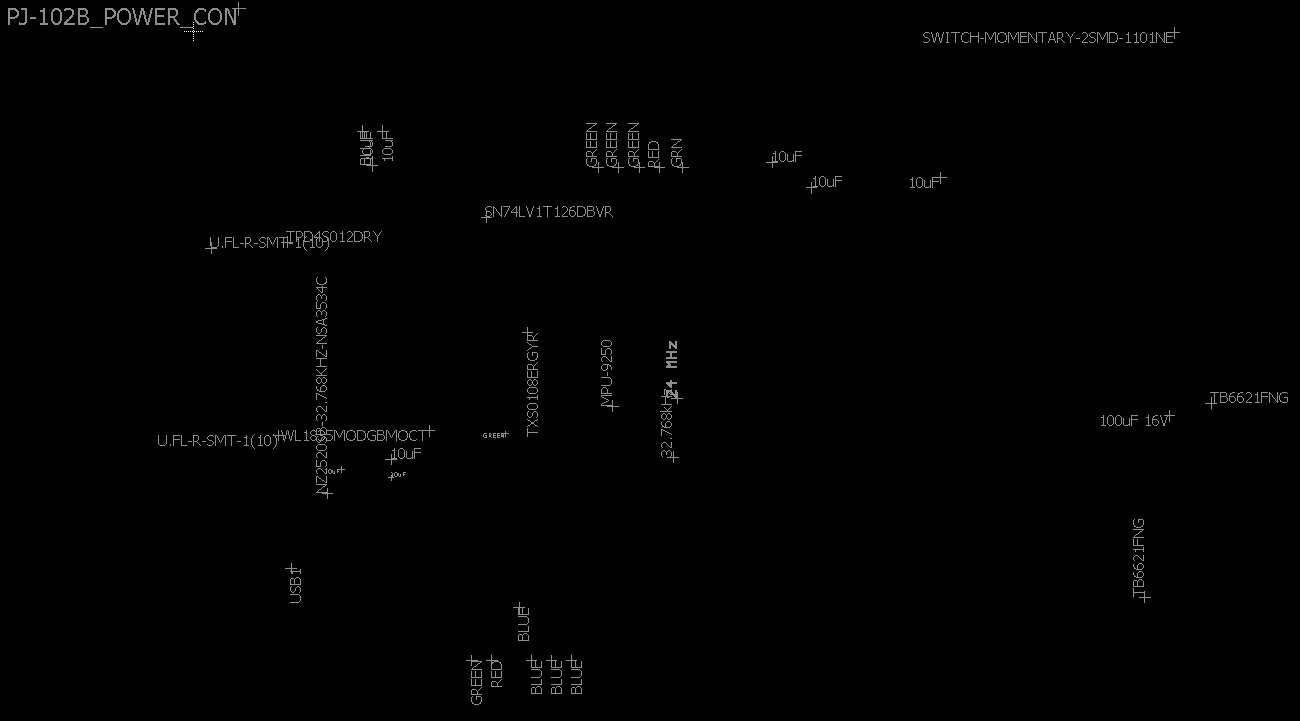 PJ-102B_POWER_CON
SWITCH-MOMENTARY-2SMD-1101NE
BLUE
10uF
10uF
GREEN
GREEN
GREEN
RED
GRN
10uF
10uF
10uF
SN74LV1T126DBVR
TPD4S012DRY
U.FL-R-SMT-1(10)
NZ2520SB-32.768KHZ-NSA3534C
TXS0108ERGYR
MPU-9250
24 MHz
32.768kHz
TB6621FNG
100uF 16V
U.FL-R-SMT-1(10)
WL1835MODGBMOCT
GREEN
10uF
10uF
10uF
TB6621FNG
USB1
BLUE
GREEN
RED
BLUE
BLUE
BLUE